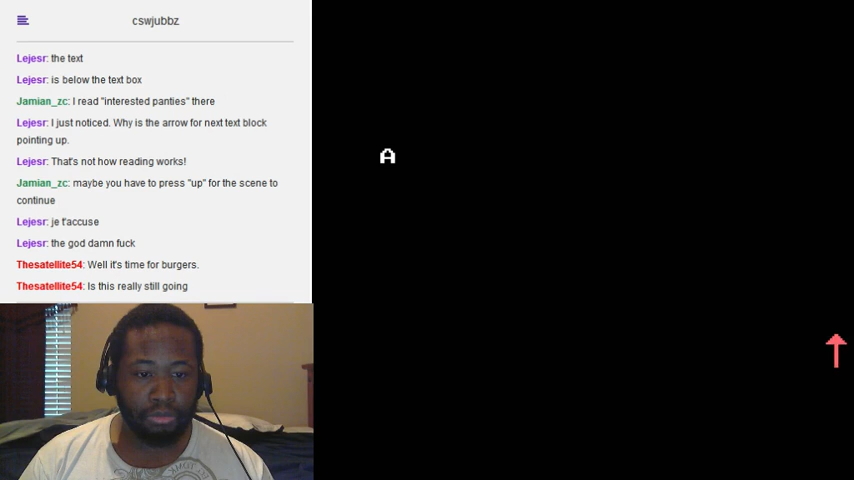 cswjubbz
Lejesr: the text
Lejesr: is below the text box
Jamian_zc: I read "interested panties" there
Lejesr: I just noticed. Why is the arrow for next text block
pointing up.
Lejesr: That's not how reading works!
Jamian_zc: maybe you have to press "up" for the scene to
continue
Lejesr: je t'accuse
Lejesr: the god damn fuck
Thesatellite54: Well it's time for burgers.
Thesatellite54: Is this really still going
A